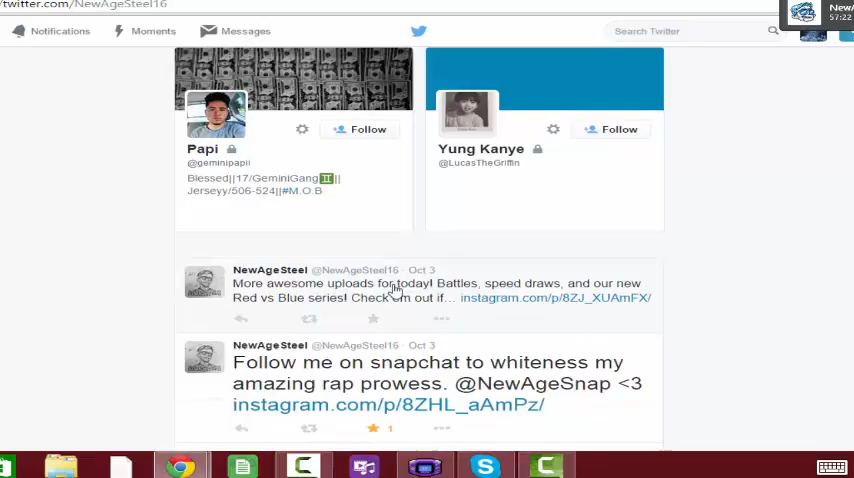 /twitter.com/NewAgeSteel16
NewA
57:22
Notifications
Moments
Messages
Search Twitter
Follow
Follow
Papi
@geminipapii
Blessed||17/GeminiGang♊||
Jerseyy/506-524||#M.O.B
Yung Kanye
@LucasTheGriffin
NewAgeSteel @NewAgeSteel16 · Oct 3
More awesome uploads for today! Battles, speed draws, and our new
Red vs Blue series! Check em out if... instagram.com/p/8ZJ_XUAmFX/
NewAgeSteel @NewAgeSteel16 · Oct 3
Follow me on snapchat to whiteness my
amazing rap prowess. @NewAgeSnap <3
instagram.com/p/8ZHL_aAmPz/
1